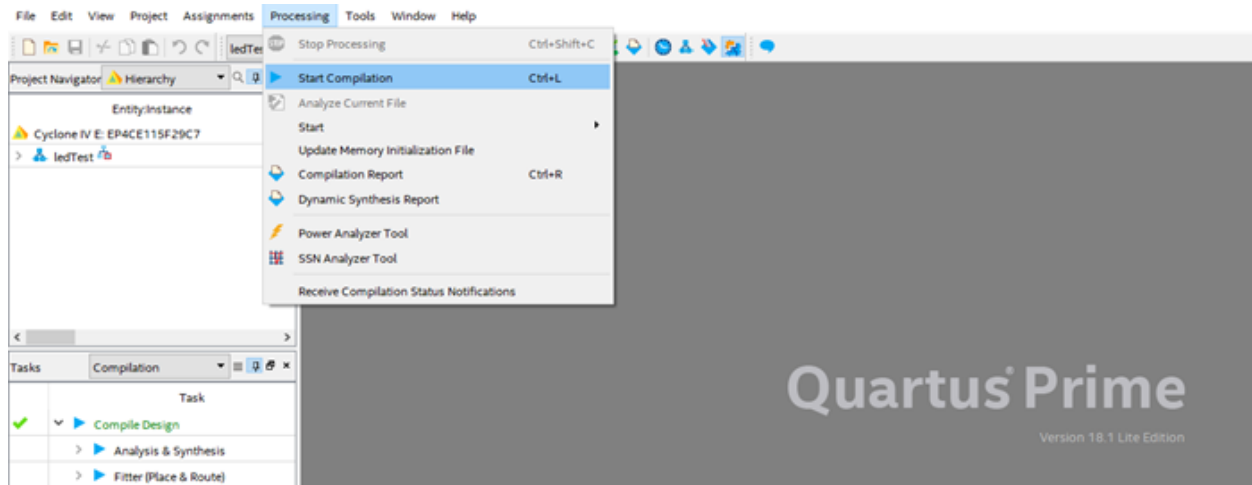 File Edit View Project Assignments Processing Tools Window Help
ledTe
Stop Processing Ctrl+Shift+C
Project Navigator Hierarchy
Start Compilation Ctrl+L
Entity:Instance
Analyze Current File
Cyclone IV E: EP4CE115F29C7
Start
ledTest
Update Memory Initialization File
Compilation Report Ctrl+R
Dynamic Synthesis Report
Power Analyzer Tool
SSN Analyzer Tool
Receive Compilation Status Notifications
Tasks Compilation
Task
Compile Design
Analysis & Synthesis
Fitter (Place & Route)
Quartus® Prime
Version 18.1 Lite Edition